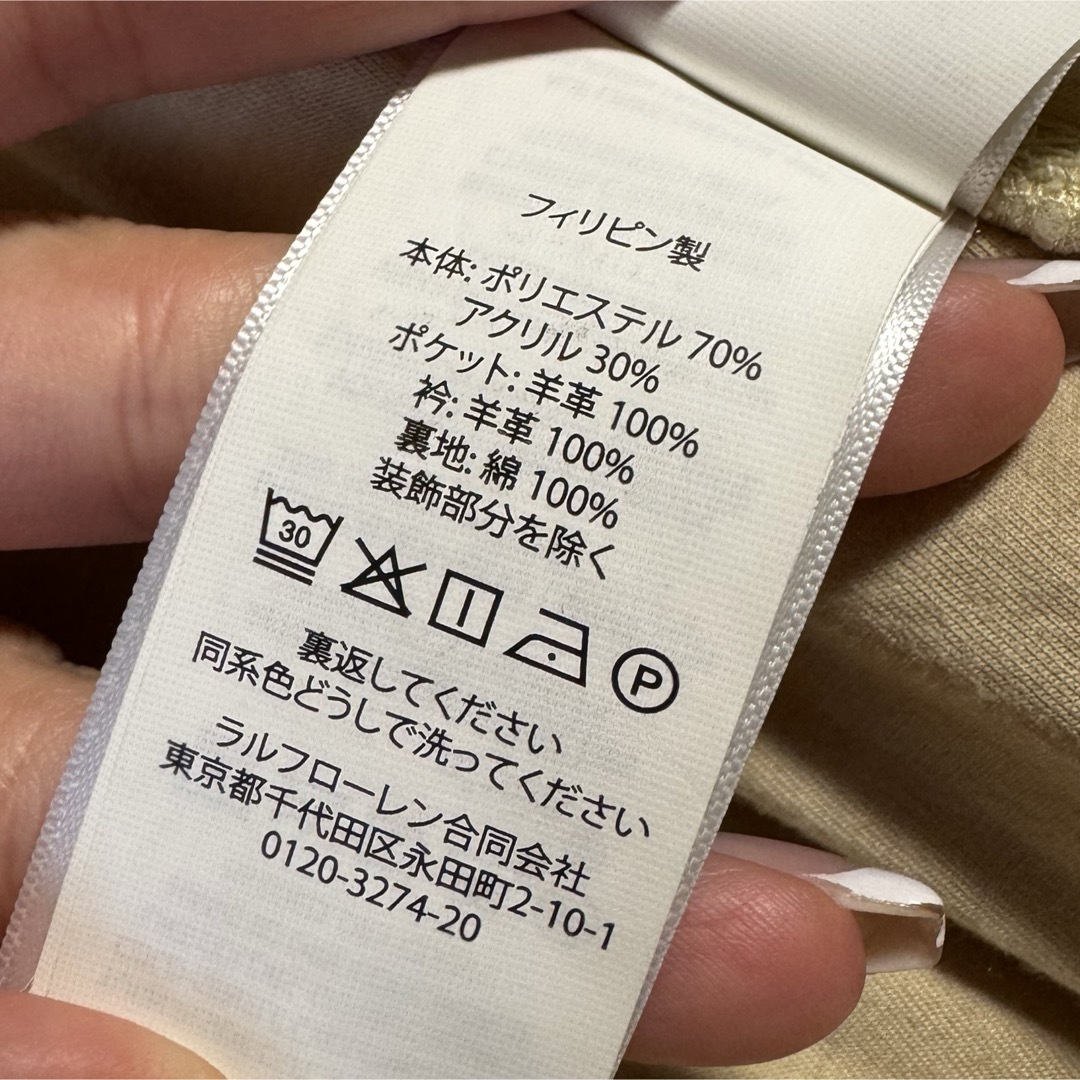 フィリピン製
本体: ポリエステル 70%
アクリル 30%
ポケット: 羊革 100%
衿: 羊革 100%
裏地: 綿 100%
装飾部分を除く
30
P
裏返してください
同系色どうしで洗ってください
ラルフローレン合同会社
東京都千代田区永田町2-10-1
0120-3274-20